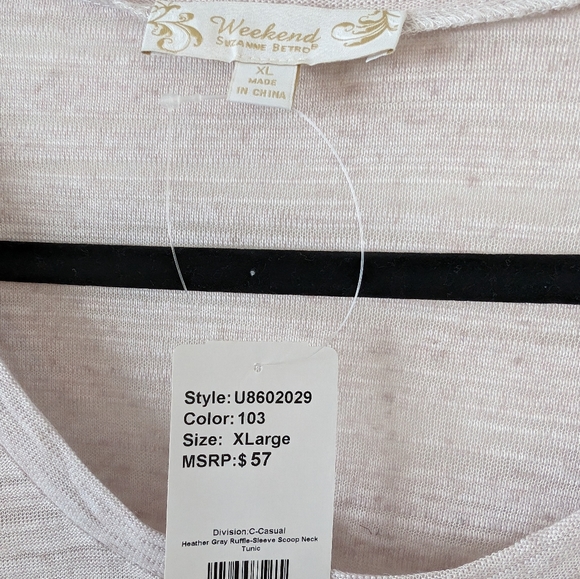 Weekend
SUZANNE BETRO®
XL
MADE
IN CHINA
Style:U8602029
Color:103
Size: XLarge
MSRP:$ 57
Division:C-Casual
Heather Gray Ruffle-Sleeve Scoop Neck
Tunic